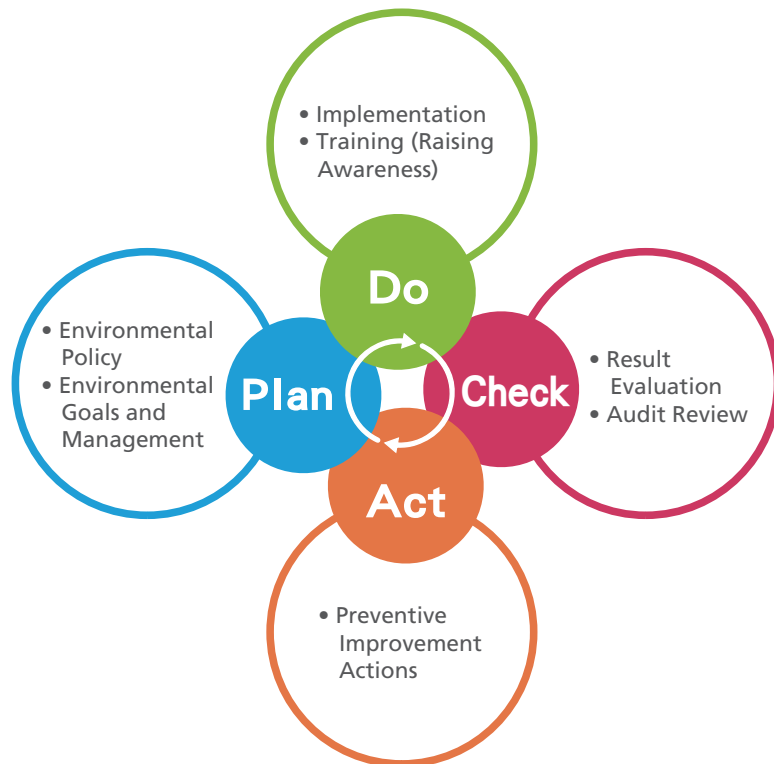 • Implementation
• Training (Raising
Awareness)
Do
• Environmental
Policy
• Environmental
Goals and
Management
Plan
Check
• Result
Evaluation
• Audit Review
Act
• Preventive
Improvement
Actions